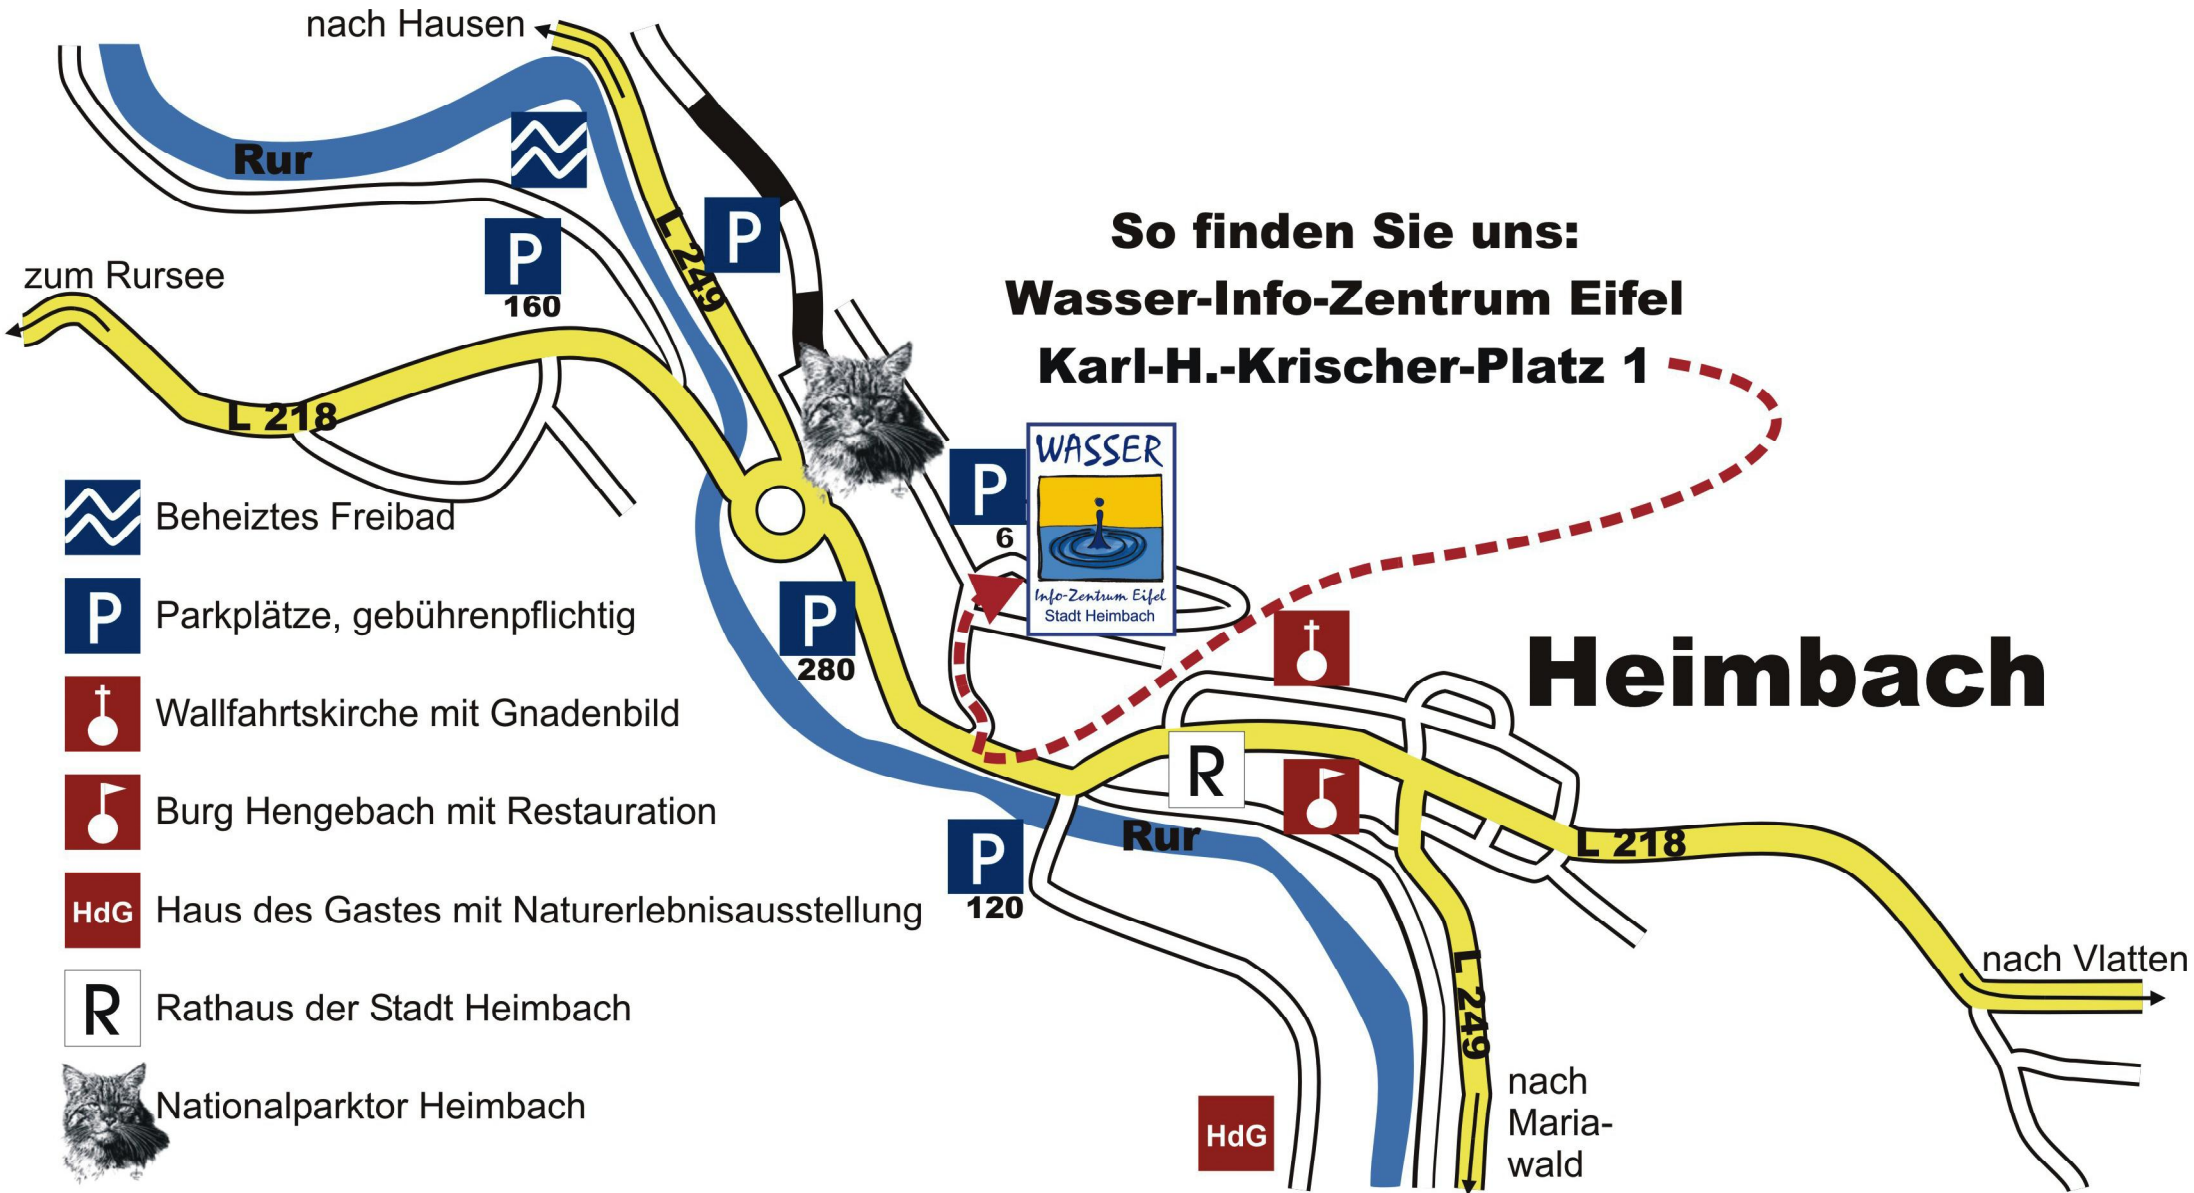 nach Hausen
Rur
L 249
P
P
160
zum Rursee
L 218
So finden Sie uns:
Wasser-Info-Zentrum Eifel
Karl-H.-Krischer-Platz 1
P
6
WASSER
Info-Zentrum Eifel
Stadt Heimbach
P
280
Heimbach
R
Rur
P
120
L 218
L 249
nach Vlatten
nach
Maria-
wald
HdG
Beheiztes Freibad
P Parkplätze, gebührenpflichtig
Wallfahrtskirche mit Gnadenbild
Burg Hengebach mit Restauration
HdG Haus des Gastes mit Naturerlebnisausstellung
R Rathaus der Stadt Heimbach
Nationalparktor Heimbach